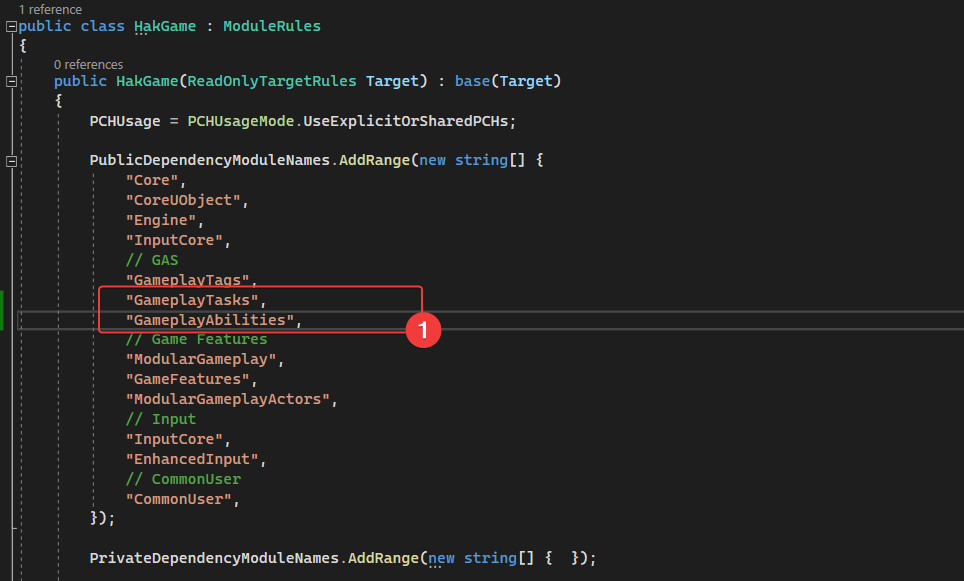 1 reference
public class HakGame : ModuleRules
{
0 references
public HakGame(ReadOnlyTargetRules Target) : base(Target)
{
PCHUsage = PCHUsageMode.UseExplicitOrSharedPCHs;
PublicDependencyModuleNames.AddRange(new string[] {
"Core",
"CoreUObject",
"Engine",
"InputCore",
// GAS
"GameplayTags",
"GameplayTasks",
"GameplayAbilities",
1
// Game Features
"ModularGameplay",
"GameFeatures",
"ModularGameplayActors",
// Input
"InputCore",
"EnhancedInput",
// CommonUser
"CommonUser",
});
PrivateDependencyModuleNames.AddRange(new string[] {  });